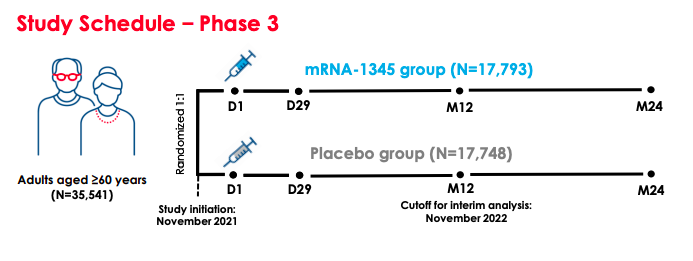 Study Schedule – Phase 3
mRNA-1345 group (N=17,793)
D1
D29
M12
M24
Randomized 1:1
Placebo group (N=17,748)
D1
D29
M12
M24
Adults aged ≥60 years
(N=35,541)
Study initiation:
November 2021
Cutoff for interim analysis:
November 2022